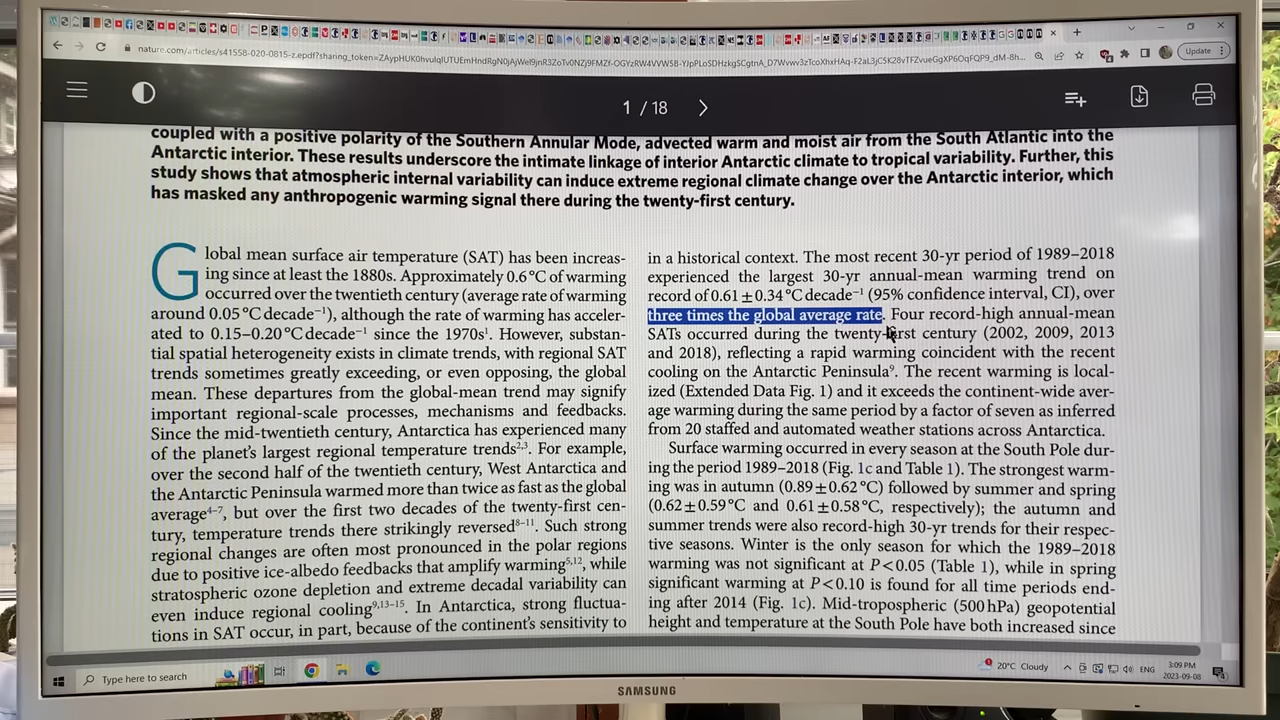 nature.com/articles/s41558-020-0815-z.epdf?sharing_token=
Update
1 / 18
coupled with a positive polarity of the Southern Annular Mode, advected warm and moist air from the South Atlantic into the
Antarctic interior. These results underscore the intimate linkage of interior Antarctic climate to tropical variability. Further, this
study shows that atmospheric internal variability can induce extreme regional climate change over the Antarctic interior, which
has masked any anthropogenic warming signal there during the twenty-first century.
Global mean surface air temperature (SAT) has been increas-
ing since at least the 1880s. Approximately 0.6 °C of warming
occurred over the twentieth century (average rate of warming
around 0.05 °C decade⁻¹), although the rate of warming has acceler-
ated to 0.15–0.20 °C decade⁻¹ since the 1970s¹. However, substan-
tial spatial heterogeneity exists in climate trends, with regional SAT
trends sometimes greatly exceeding, or even opposing, the global
mean. These departures from the global-mean trend may signify
important regional-scale processes, mechanisms and feedbacks.
Since the mid-twentieth century, Antarctica has experienced many
of the planet's largest regional temperature trends²,³. For example,
over the second half of the twentieth century, West Antarctica and
the Antarctic Peninsula warmed more than twice as fast as the global
average⁴⁻⁷, but over the first two decades of the twenty-first cen-
tury, temperature trends there strikingly reversed⁸⁻¹¹. Such strong
regional changes are often most pronounced in the polar regions
due to positive ice-albedo feedbacks that amplify warming⁵,¹², while
stratospheric ozone depletion and extreme decadal variability can
even induce regional cooling⁹,¹³⁻¹⁵. In Antarctica, strong fluctua-
tions in SAT occur, in part, because of the continent's sensitivity to
in a historical context. The most recent 30-yr period of 1989–2018
experienced the largest 30-yr annual-mean warming trend on
record of 0.61 ± 0.34 °C decade⁻¹ (95% confidence interval, CI), over
three times the global average rate. Four record-high annual-mean
SATs occurred during the twenty-first century (2002, 2009, 2013
and 2018), reflecting a rapid warming coincident with the recent
cooling on the Antarctic Peninsula⁹. The recent warming is local-
ized (Extended Data Fig. 1) and it exceeds the continent-wide aver-
age warming during the same period by a factor of seven as inferred
from 20 staffed and automated weather stations across Antarctica.
Surface warming occurred in every season at the South Pole dur-
ing the period 1989–2018 (Fig. 1c and Table 1). The strongest warm-
ing was in autumn (0.89 ± 0.62 °C) followed by summer and spring
(0.62 ± 0.59 °C and 0.61 ± 0.58 °C, respectively); the autumn and
summer trends were also record-high 30-yr trends for their respec-
tive seasons. Winter is the only season for which the 1989–2018
warming was not significant at P < 0.05 (Table 1), while in spring
significant warming at P < 0.10 is found for all time periods end-
ing after 2014 (Fig. 1c). Mid-tropospheric (500 hPa) geopotential
height and temperature at the South Pole have both increased since
Type here to search
20°C Cloudy
ENG
3:09 PM
2023-09-08
SAMSUNG